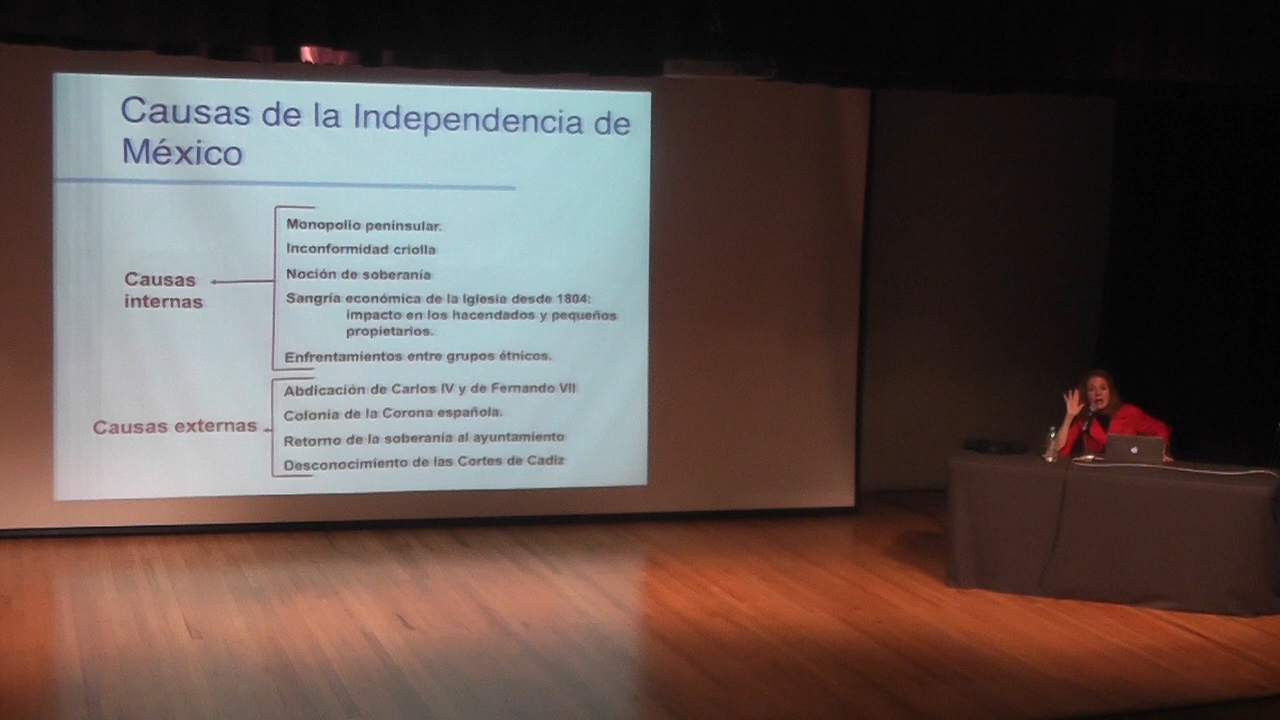 Causas de la Independencia de
México
Causas
internas
Monopolio peninsular.
Inconformidad criolla
Noción de soberanía
Sangría económica de la Iglesia desde 1804:
impacto en los hacendados y pequeños
propietarios.
Enfrentamientos entre grupos étnicos.
Causas externas
Abdicación de Carlos IV y de Fernando VII
Colonia de la Corona española.
Retorno de la soberanía al ayuntamiento
Desconocimiento de las Cortes de Cadiz